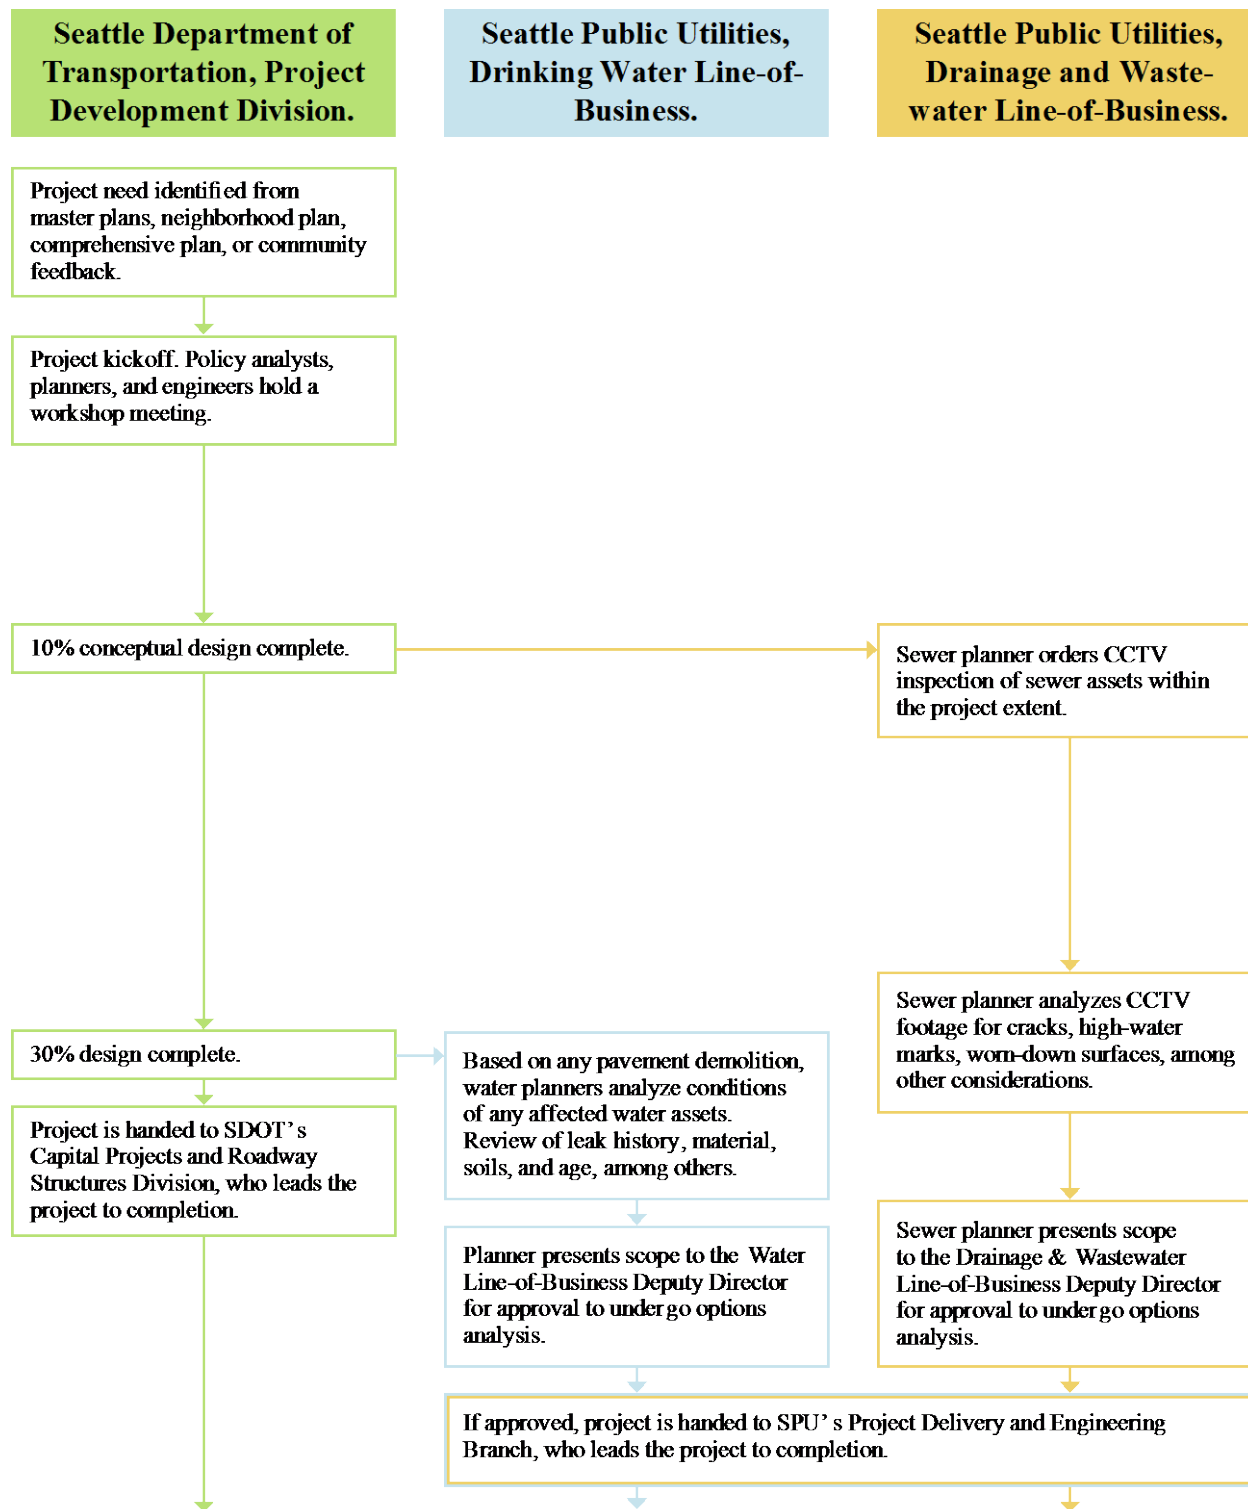 Seattle Department of
Transportation, Project
Development Division.
Seattle Public Utilities,
Drinking Water Line-of-
Business.
Seattle Public Utilities,
Drainage and Waste-
water Line-of-Business.
Project need identified from
master plans, neighborhood plan,
comprehensive plan, or community
feedback.
Project kickoff. Policy analysts,
planners, and engineers hold a
workshop meeting.
10% conceptual design complete.
Sewer planner orders CCTV
inspection of sewer assets within
the project extent.
Sewer planner analyzes CCTV
footage for cracks, high-water
marks, worn-down surfaces, among
other considerations.
30% design complete.
Based on any pavement demolition,
water planners analyze conditions
of any affected water assets.
Review of leak history, material,
soils, and age, among others.
Project is handed to SDOT's
Capital Projects and Roadway
Structures Division, who leads the
project to completion.
Planner presents scope to the Water
Line-of-Business Deputy Director
for approval to undergo options
analysis.
Sewer planner presents scope
to the Drainage & Wastewater
Line-of-Business Deputy Director
for approval to undergo options
analysis.
If approved, project is handed to SPU's Project Delivery and Engineering
Branch, who leads the project to completion.